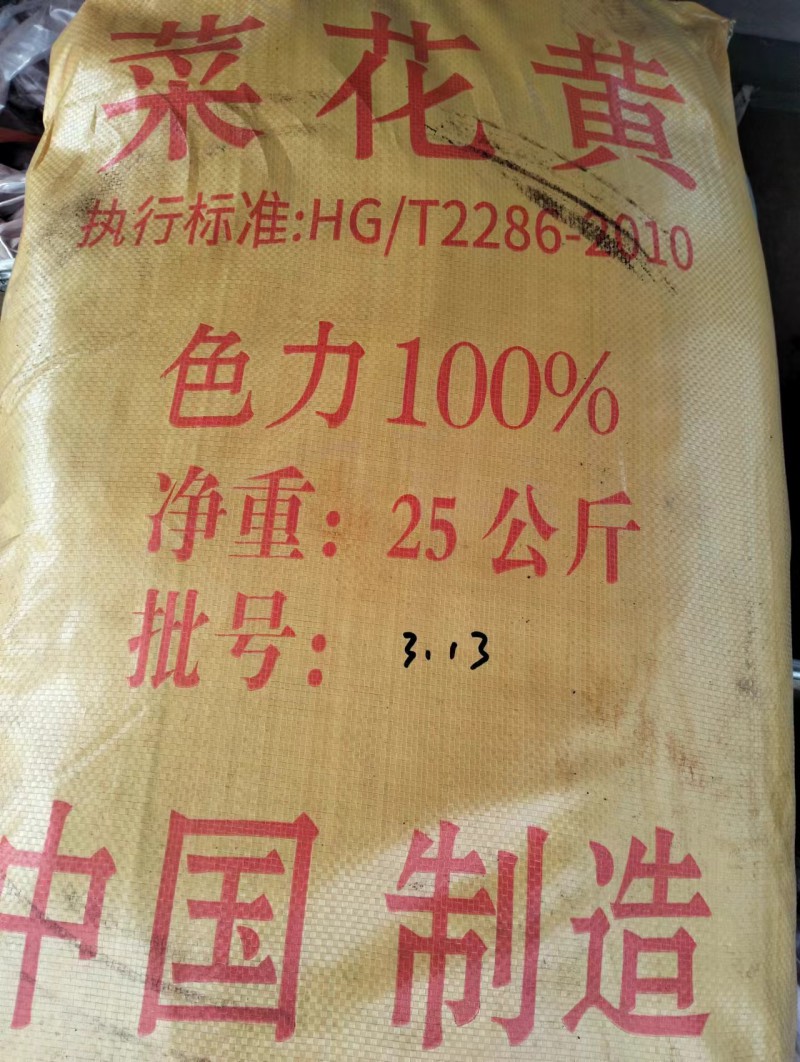 菜花黄
执行标准:HG/T2286-2010
色力100%
净重：25公斤
批号：3.13
中国制造